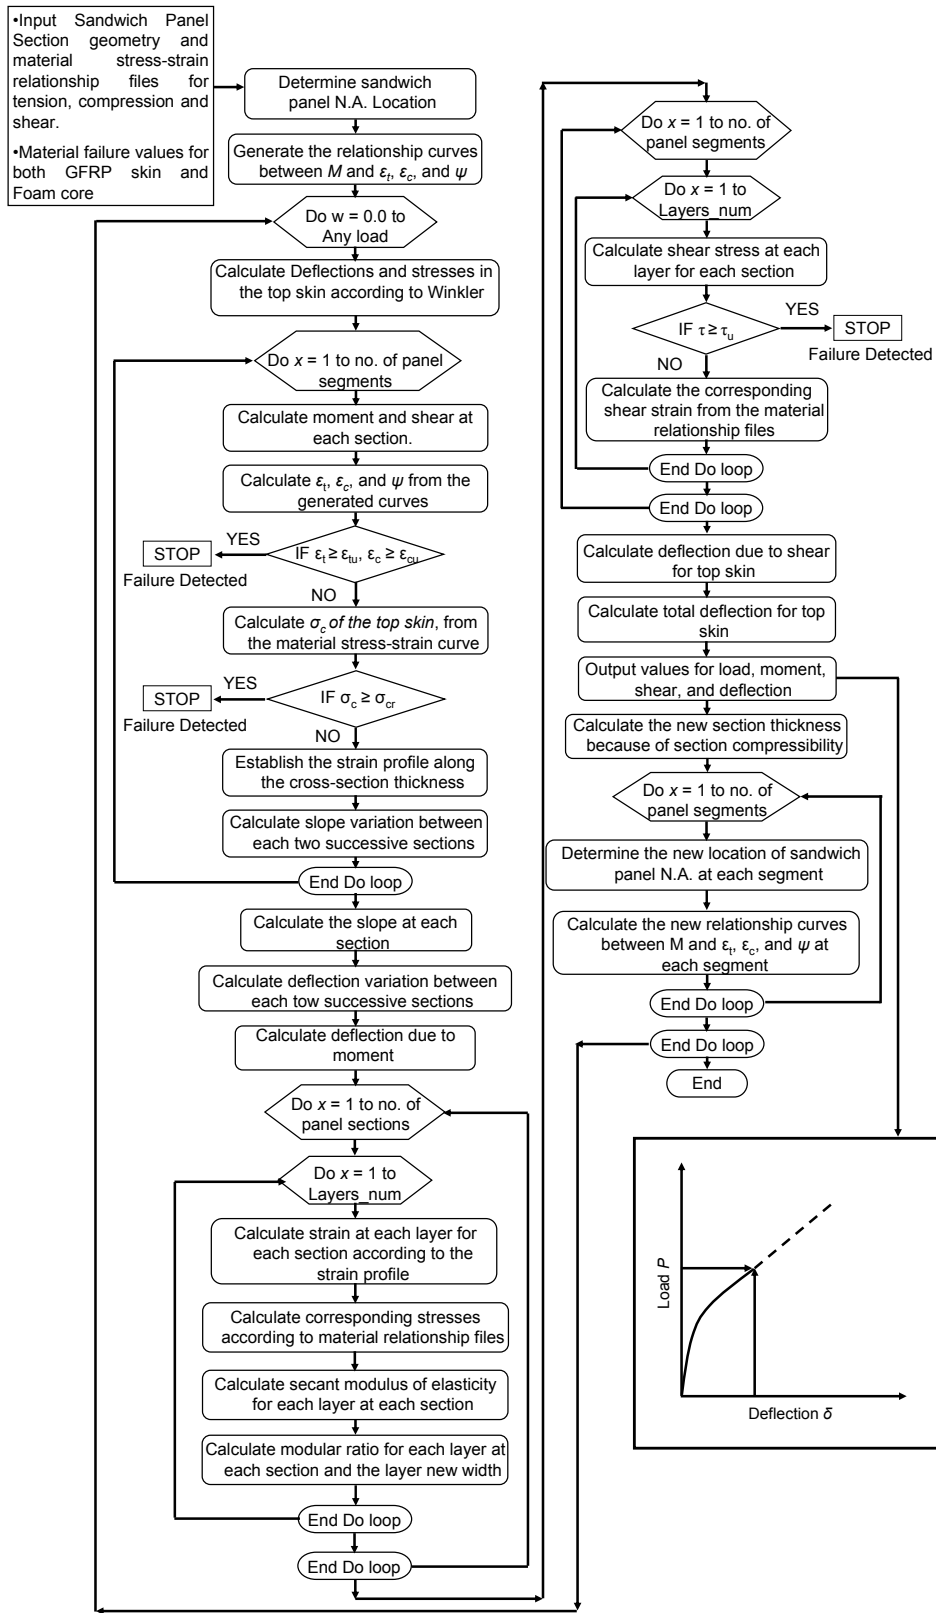 •Input Sandwich Panel
Section geometry and
material stress-strain
relationship files for
tension, compression and
shear.
•Material failure values for
both GFRP skin and
Foam core
Determine sandwich
panel N.A. Location
Generate the relationship curves
between M and εt, εc, and ψ
Do w = 0.0 to
Any load
Calculate Deflections and stresses in
the top skin according to Winkler
Do x = 1 to no. of panel
segments
Calculate moment and shear at
each section.
Calculate εt, εc, and ψ from the
generated curves
IF εt ≥ εtu, εc ≥ εcu
YES
STOP
Failure Detected
NO
Calculate σc of the top skin, from
the material stress-strain curve
IF σc ≥ σcr
YES
STOP
Failure Detected
NO
Establish the strain profile along
the cross-section thickness
Calculate slope variation between
each two successive sections
End Do loop
Calculate the slope at each
section
Calculate deflection variation between
each tow successive sections
Calculate deflection due to
moment
Do x = 1 to no. of
panel sections
Do x = 1 to
Layers_num
Calculate strain at each layer for
each section according to the
strain profile
Calculate corresponding stresses
according to material relationship files
Calculate secant modulus of elasticity
for each layer at each section
Calculate modular ratio for each layer at
each section and the layer new width
End Do loop
End Do loop
Do x = 1 to no. of
panel segments
Do x = 1 to
Layers_num
Calculate shear stress at each
layer for each section
IF τ ≥ τu
YES
STOP
Failure Detected
NO
Calculate the corresponding
shear strain from the material
relationship files
End Do loop
End Do loop
Calculate deflection due to shear
for top skin
Calculate total deflection for top
skin
Output values for load, moment,
shear, and deflection
Calculate the new section thickness
because of section compressibility
Do x = 1 to no. of
panel segments
Determine the new location of sandwich
panel N.A. at each segment
Calculate the new relationship curves
between M and εt, εc, and ψ at
each segment
End Do loop
End Do loop
End
Load P
Deflection δ